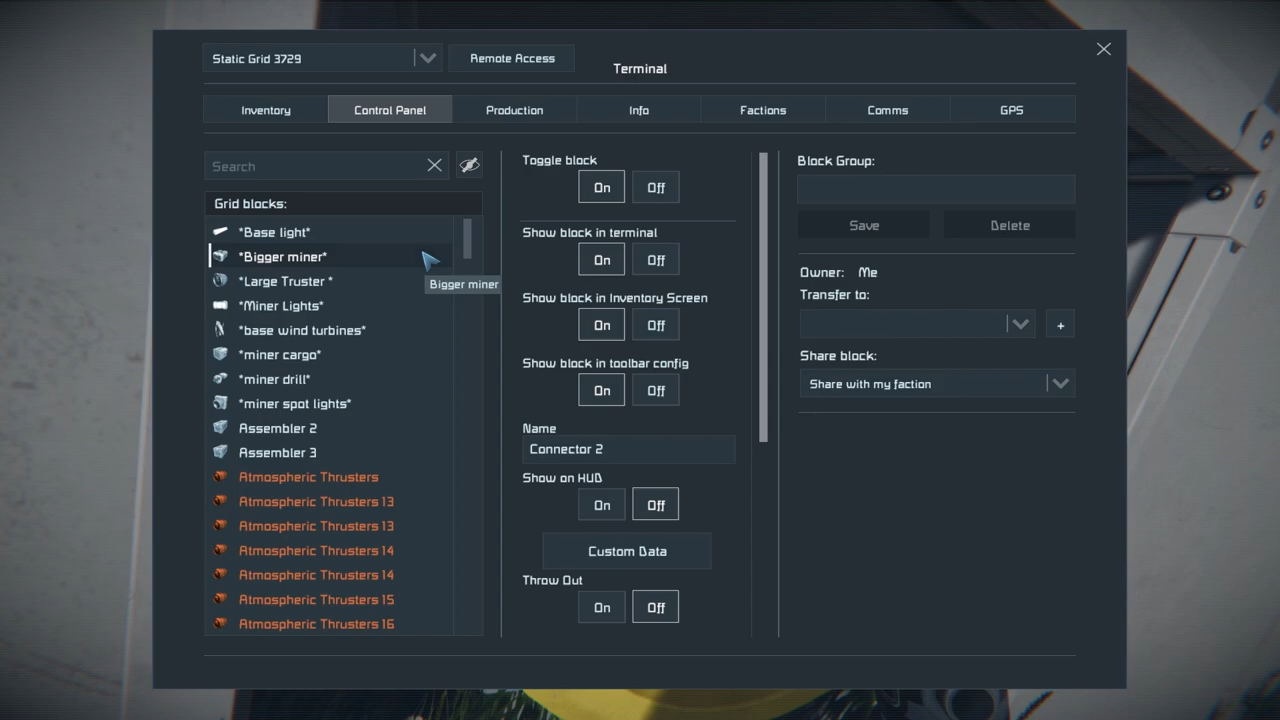 Static Grid 3729
Remote Access
Terminal
Inventory
Control Panel
Production
Info
Factions
Comms
GPS
Search
Grid blocks:
*Base light*
*Bigger miner*
*Large Truster *
*Miner Lights*
*base wind turbines*
*miner cargo*
*miner drill*
*miner spot lights*
Assembler 2
Assembler 3
Atmospheric Thrusters
Atmospheric Thrusters 13
Atmospheric Thrusters 13
Atmospheric Thrusters 14
Atmospheric Thrusters 14
Atmospheric Thrusters 15
Atmospheric Thrusters 16
Bigger miner
Toggle block
On Off
Show block in terminal
On Off
Show block in Inventory Screen
On Off
Show block in toolbar config
On Off
Name
Connector 2
Show on HUD
On Off
Custom Data
Throw Out
On Off
Block Group:
Save Delete
Owner: Me
Transfer to:
+
Share block:
Share with my faction